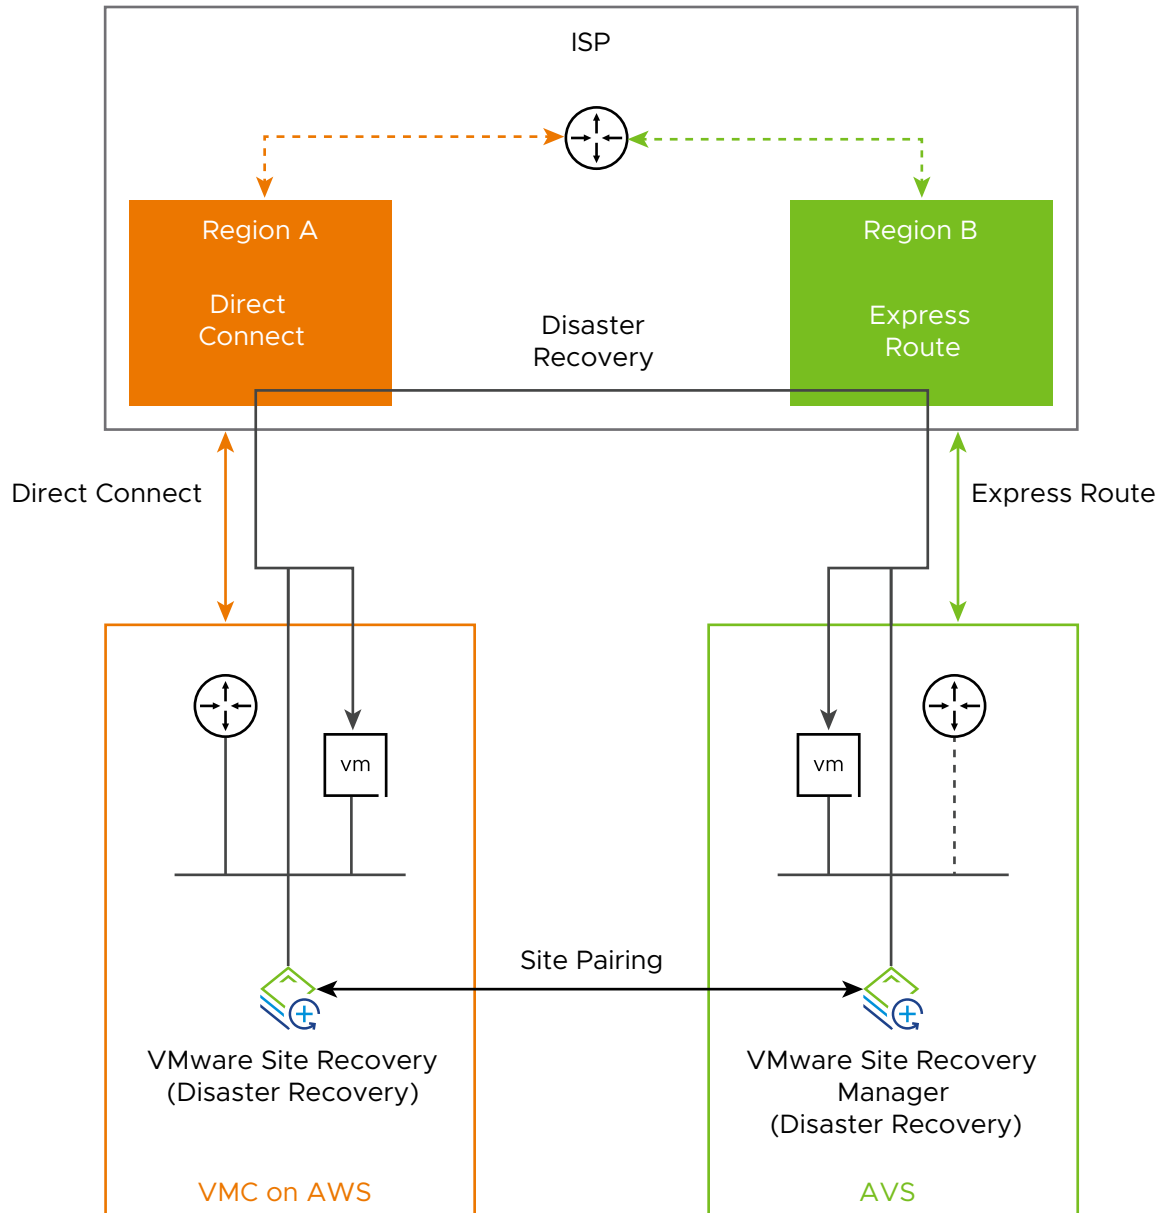 ISP
Region A
Region B
Direct
Connect
Express
Route
Disaster
Recovery
Direct Connect
Express Route
vm
vm
Site Pairing
VMware Site Recovery
(Disaster Recovery)
VMware Site Recovery
Manager
(Disaster Recovery)
VMC on AWS
AVS